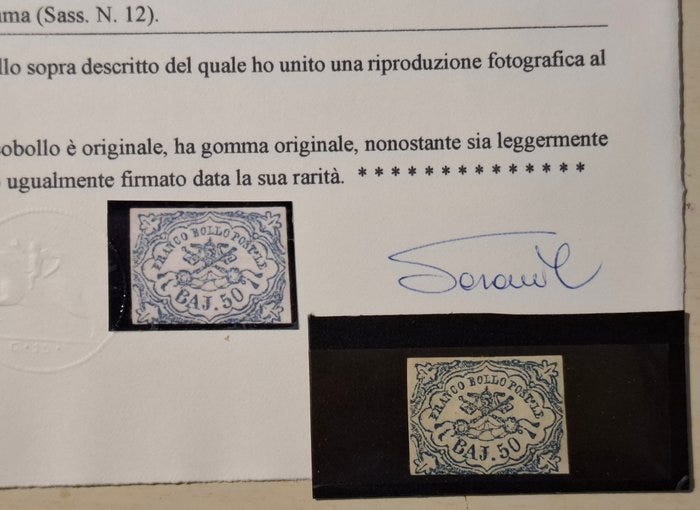 ma (Sass. N. 12).
llo sopra descritto del quale ho unito una riproduzione fotografica al
obollo è originale, ha gomma originale, nonostante sia leggermente
ugualmente firmato data la sua rarità. * * * * * * * * * * * * * *
FRANCO BOLLO POSTALE
BAJ. 50
FRANCO BOLLO POSTALE
BAJ. 50